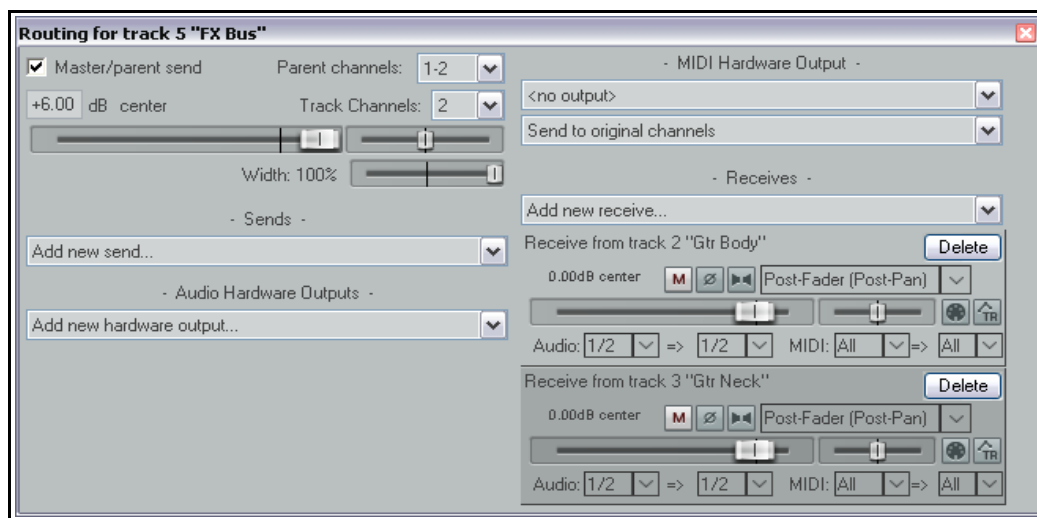 Routing for track 5 "FX Bus"
Master/parent send
Parent channels: 1-2
+6.00 dB center
Track Channels: 2
Width: 100%
- Sends -
Add new send...
- Audio Hardware Outputs -
Add new hardware output...
- MIDI Hardware Output -
<no output>
Send to original channels
- Receives -
Add new receive...
Receive from track 2 "Gtr Body"
Delete
0.00dB center M Ø Post-Fader (Post-Pan)
TR
Audio: 1/2 => 1/2 MIDI: All => All
Receive from track 3 "Gtr Neck"
Delete
0.00dB center M Ø Post-Fader (Post-Pan)
TR
Audio: 1/2 => 1/2 MIDI: All => All